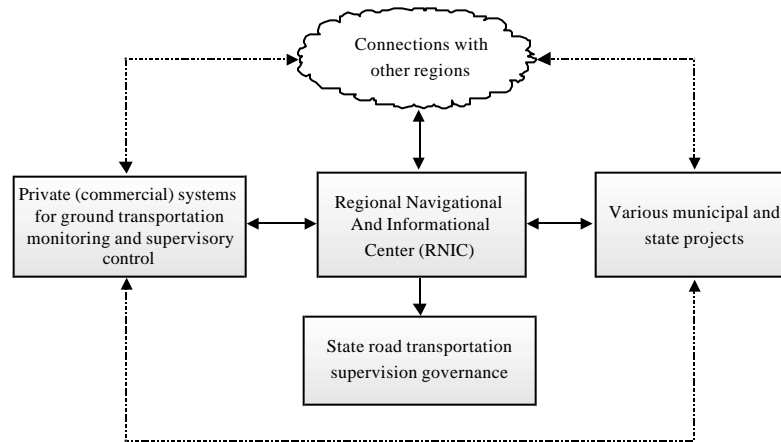 Connections with
other regions
Private (commercial) systems
for ground transportation
monitoring and supervisory
control
Regional Navigational
And Informational
Center (RNIC)
Various municipal and
state projects
State road transportation
supervision governance